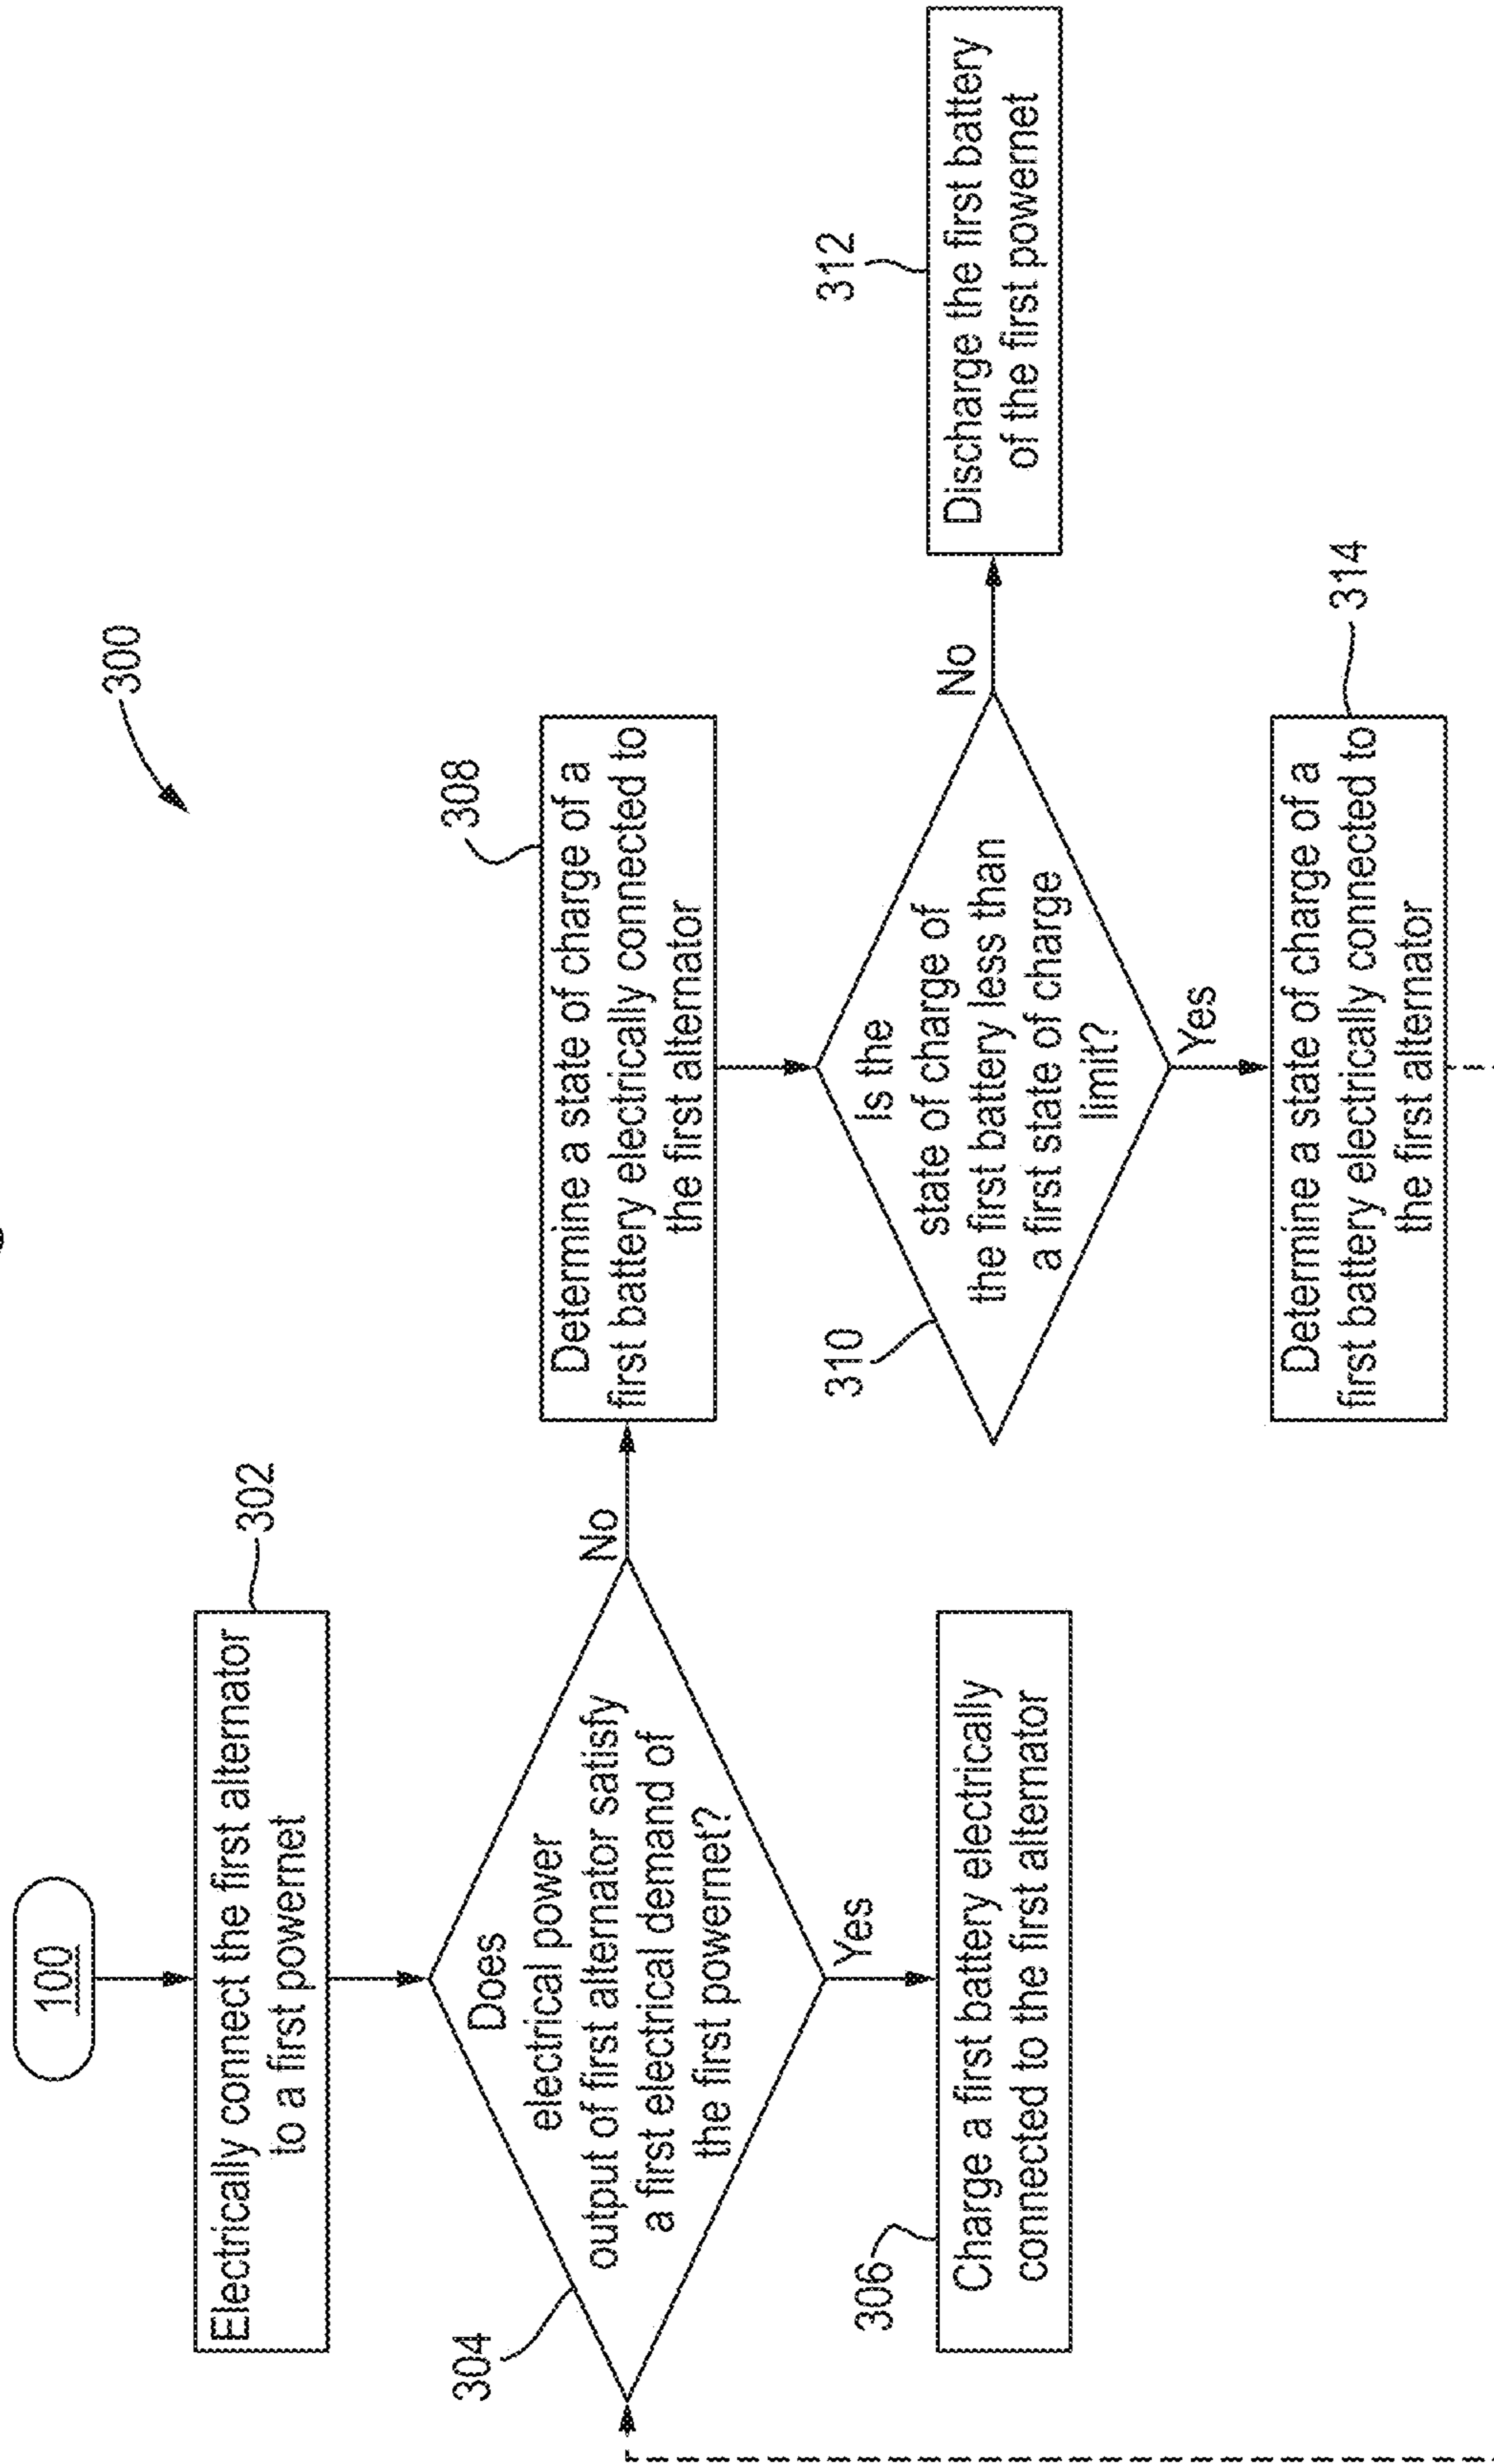 300
100
Electrically connect the first alternator
to a first powernet
302
304
Does
electrical power
output of first alternator satisfy
a first electrical demand of
the first powernet?
No
Yes
306
Charge a first battery electrically
connected to the first alternator
308
Determine a state of charge of a
first battery electrically connected to
the first alternator
310
Is the
state of charge of
the first battery less than
a first state of charge
limit?
No
312
Discharge the first battery
of the first powernet
Yes
314
Determine a state of charge of a
first battery electrically connected to
the first alternator